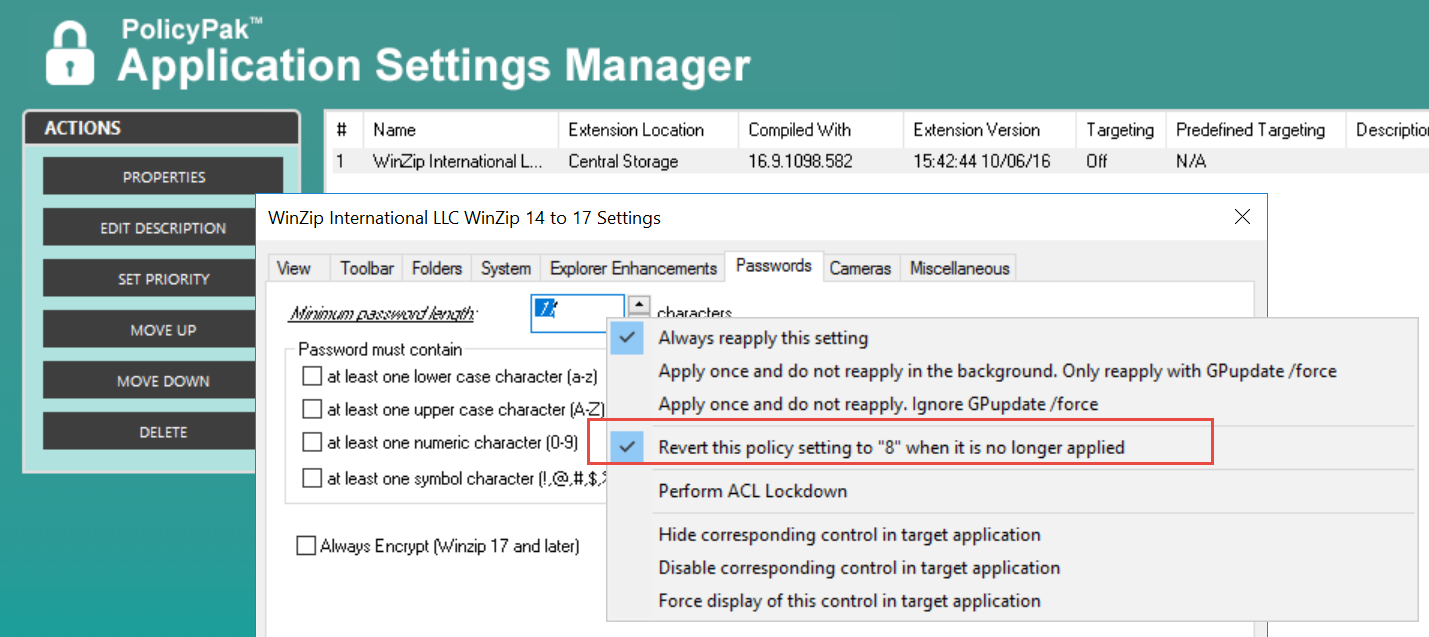 PolicyPak™
Application Settings Manager
ACTIONS
PROPERTIES
EDIT DESCRIPTION
SET PRIORITY
MOVE UP
MOVE DOWN
DELETE
# Name Extension Location Compiled With Extension Version Targeting Predefined Targeting
1 WinZip International L... Central Storage 16.9.1098.582 15:42:44 10/06/16 Off N/A
WinZip International LLC WinZip 14 to 17 Settings
View Toolbar Folders System Explorer Enhancements Passwords Cameras Miscellaneous
Minimum password length: characters
Password must contain
at least one lower case character (a-z)
at least one upper case character (A-Z)
at least one numeric character (0-9)
at least one symbol character (!,@,#,$,
Always Encrypt (Winzip 17 and later)
Always reapply this setting
Apply once and do not reapply in the background. Only reapply with GPupdate /force
Apply once and do not reapply. Ignore GPupdate /force
Revert this policy setting to "8" when it is no longer applied
Perform ACL Lockdown
Hide corresponding control in target application
Disable corresponding control in target application
Force display of this control in target application